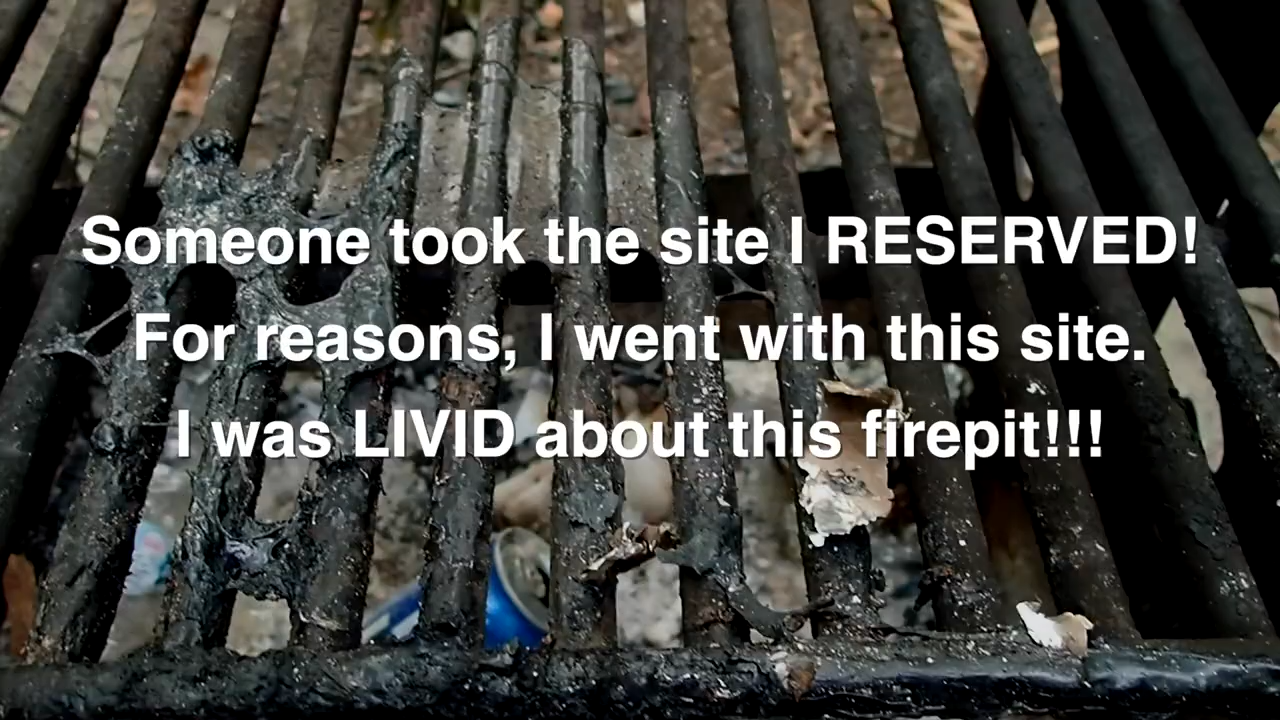 Someone took the site I RESERVED!
For reasons, I went with this site.
I was LIVID about this firepit!!!